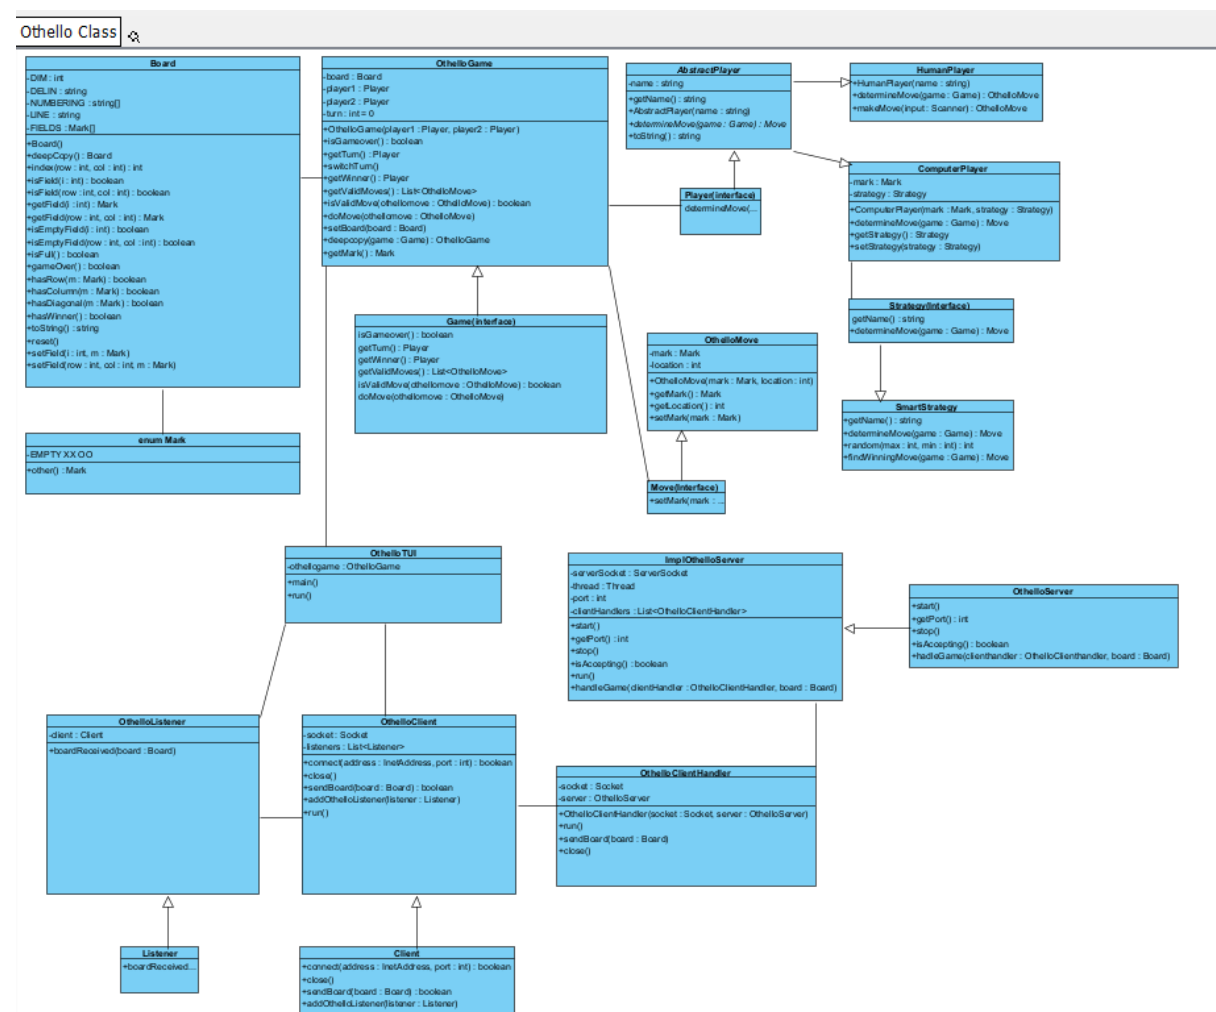 Othello Class
Board
-DIM : int
-DELIN : string
-NUMBERING : string[]
-LINE : string
-FIELDS : Mark[]
+Board()
+deepCopy() : Board
+index(row : int, col : int) : int
+isField(i : int) : boolean
+isField(row : int, col : int) : boolean
+getField(i : int) : Mark
+getField(row : int, col : int) : Mark
+isEmptyField(i : int) : boolean
+isEmptyField(row : int, col : int) : boolean
+isFull() : boolean
+gameOver() : boolean
+hasRow(m : Mark) : boolean
+hasColumn(m : Mark) : boolean
+hasDiagonal(m : Mark) : boolean
+hasWinner() : boolean
+toString() : string
+reset()
+setField(i : int, m : Mark)
+setField(row : int, col : int, m : Mark)
enum Mark
-EMPTY XX OO
+other() : Mark
OthelloGame
-board : Board
-player1 : Player
-player2 : Player
-turn : int = 0
+OthelloGame(player1 : Player, player2 : Player)
+isGameover() : boolean
+getTurn() : Player
+switchTurn()
+getWinner() : Player
+getValidMoves() : List<OthelloMove>
+isValidMove(othellomove : OthelloMove) : boolean
+doMove(othellomove : OthelloMove)
+setBoard(board : Board)
+deepcopy(game : Game) : OthelloGame
+getMark() : Mark
Game(interface)
isGameover() : boolean
getTurn() : Player
getWinner() : Player
getValidMoves() : List<OthelloMove>
isValidMove(othellomove : OthelloMove) : boolean
doMove(othellomove : OthelloMove)
AbstractPlayer
-name : string
+getName() : string
+AbstractPlayer(name : string)
+determineMove(game : Game) : Move
+toString() : string
Player(interface)
determineMove(...
HumanPlayer
+HumanPlayer(name : string)
+determineMove(game : Game) : OthelloMove
+makeMove(input : Scanner) : OthelloMove
ComputerPlayer
-mark : Mark
-strategy : Strategy
+ComputerPlayer(mark : Mark, strategy : Strategy)
+determineMove(game : Game) : Move
+getStrategy() : Strategy
+setStrategy(strategy : Strategy)
Strategy(Interface)
getName() : string
+determineMove(game : Game) : Move
SmartStrategy
+getName() : string
+determineMove(game : Game) : Move
+random(max : int, min : int) : int
+findWinningMove(game : Game) : Move
OthelloMove
-mark : Mark
-location : int
+OthelloMove(mark : Mark, location : int)
+getMark() : Mark
+getLocation() : int
+setMark(mark : Mark)
Move(Interface)
+setMark(mark : ...
OthelloTUI
-othellogame : OthelloGame
+main()
+run()
ImplOthelloServer
-serverSocket : ServerSocket
-thread : Thread
-port : int
-clientHandlers : List<OthelloClientHandler>
+start()
+getPort() : int
+stop()
+isAccepting() : boolean
+run()
+handleGame(clientHandler : OthelloClientHandler, board : Board)
OthelloServer
+start()
+getPort() : int
+stop()
+isAccepting() : boolean
+hadleGame(clienthandler : OthelloClienthandler, board : Board)
OthelloListener
-client : Client
+boardReceived(board : Board)
OthelloClient
-socket : Socket
-listeners : List<Listener>
+connect(address : InetAddress, port : int) : boolean
+close()
+sendBoard(board : Board) : boolean
+addOthelloListener(listener : Listener)
+run()
OthelloClientHandler
-socket : Socket
-server : OthelloServer
+OthelloClientHandler(socket : Socket, server : OthelloServer)
+run()
+sendBoard(board : Board)
+close()
Listener
+boardReceived...
Client
+connect(address : InetAddress, port : int) : boolean
+close()
+sendBoard(board : Board) : boolean
+addOthelloListener(listener : Listener)